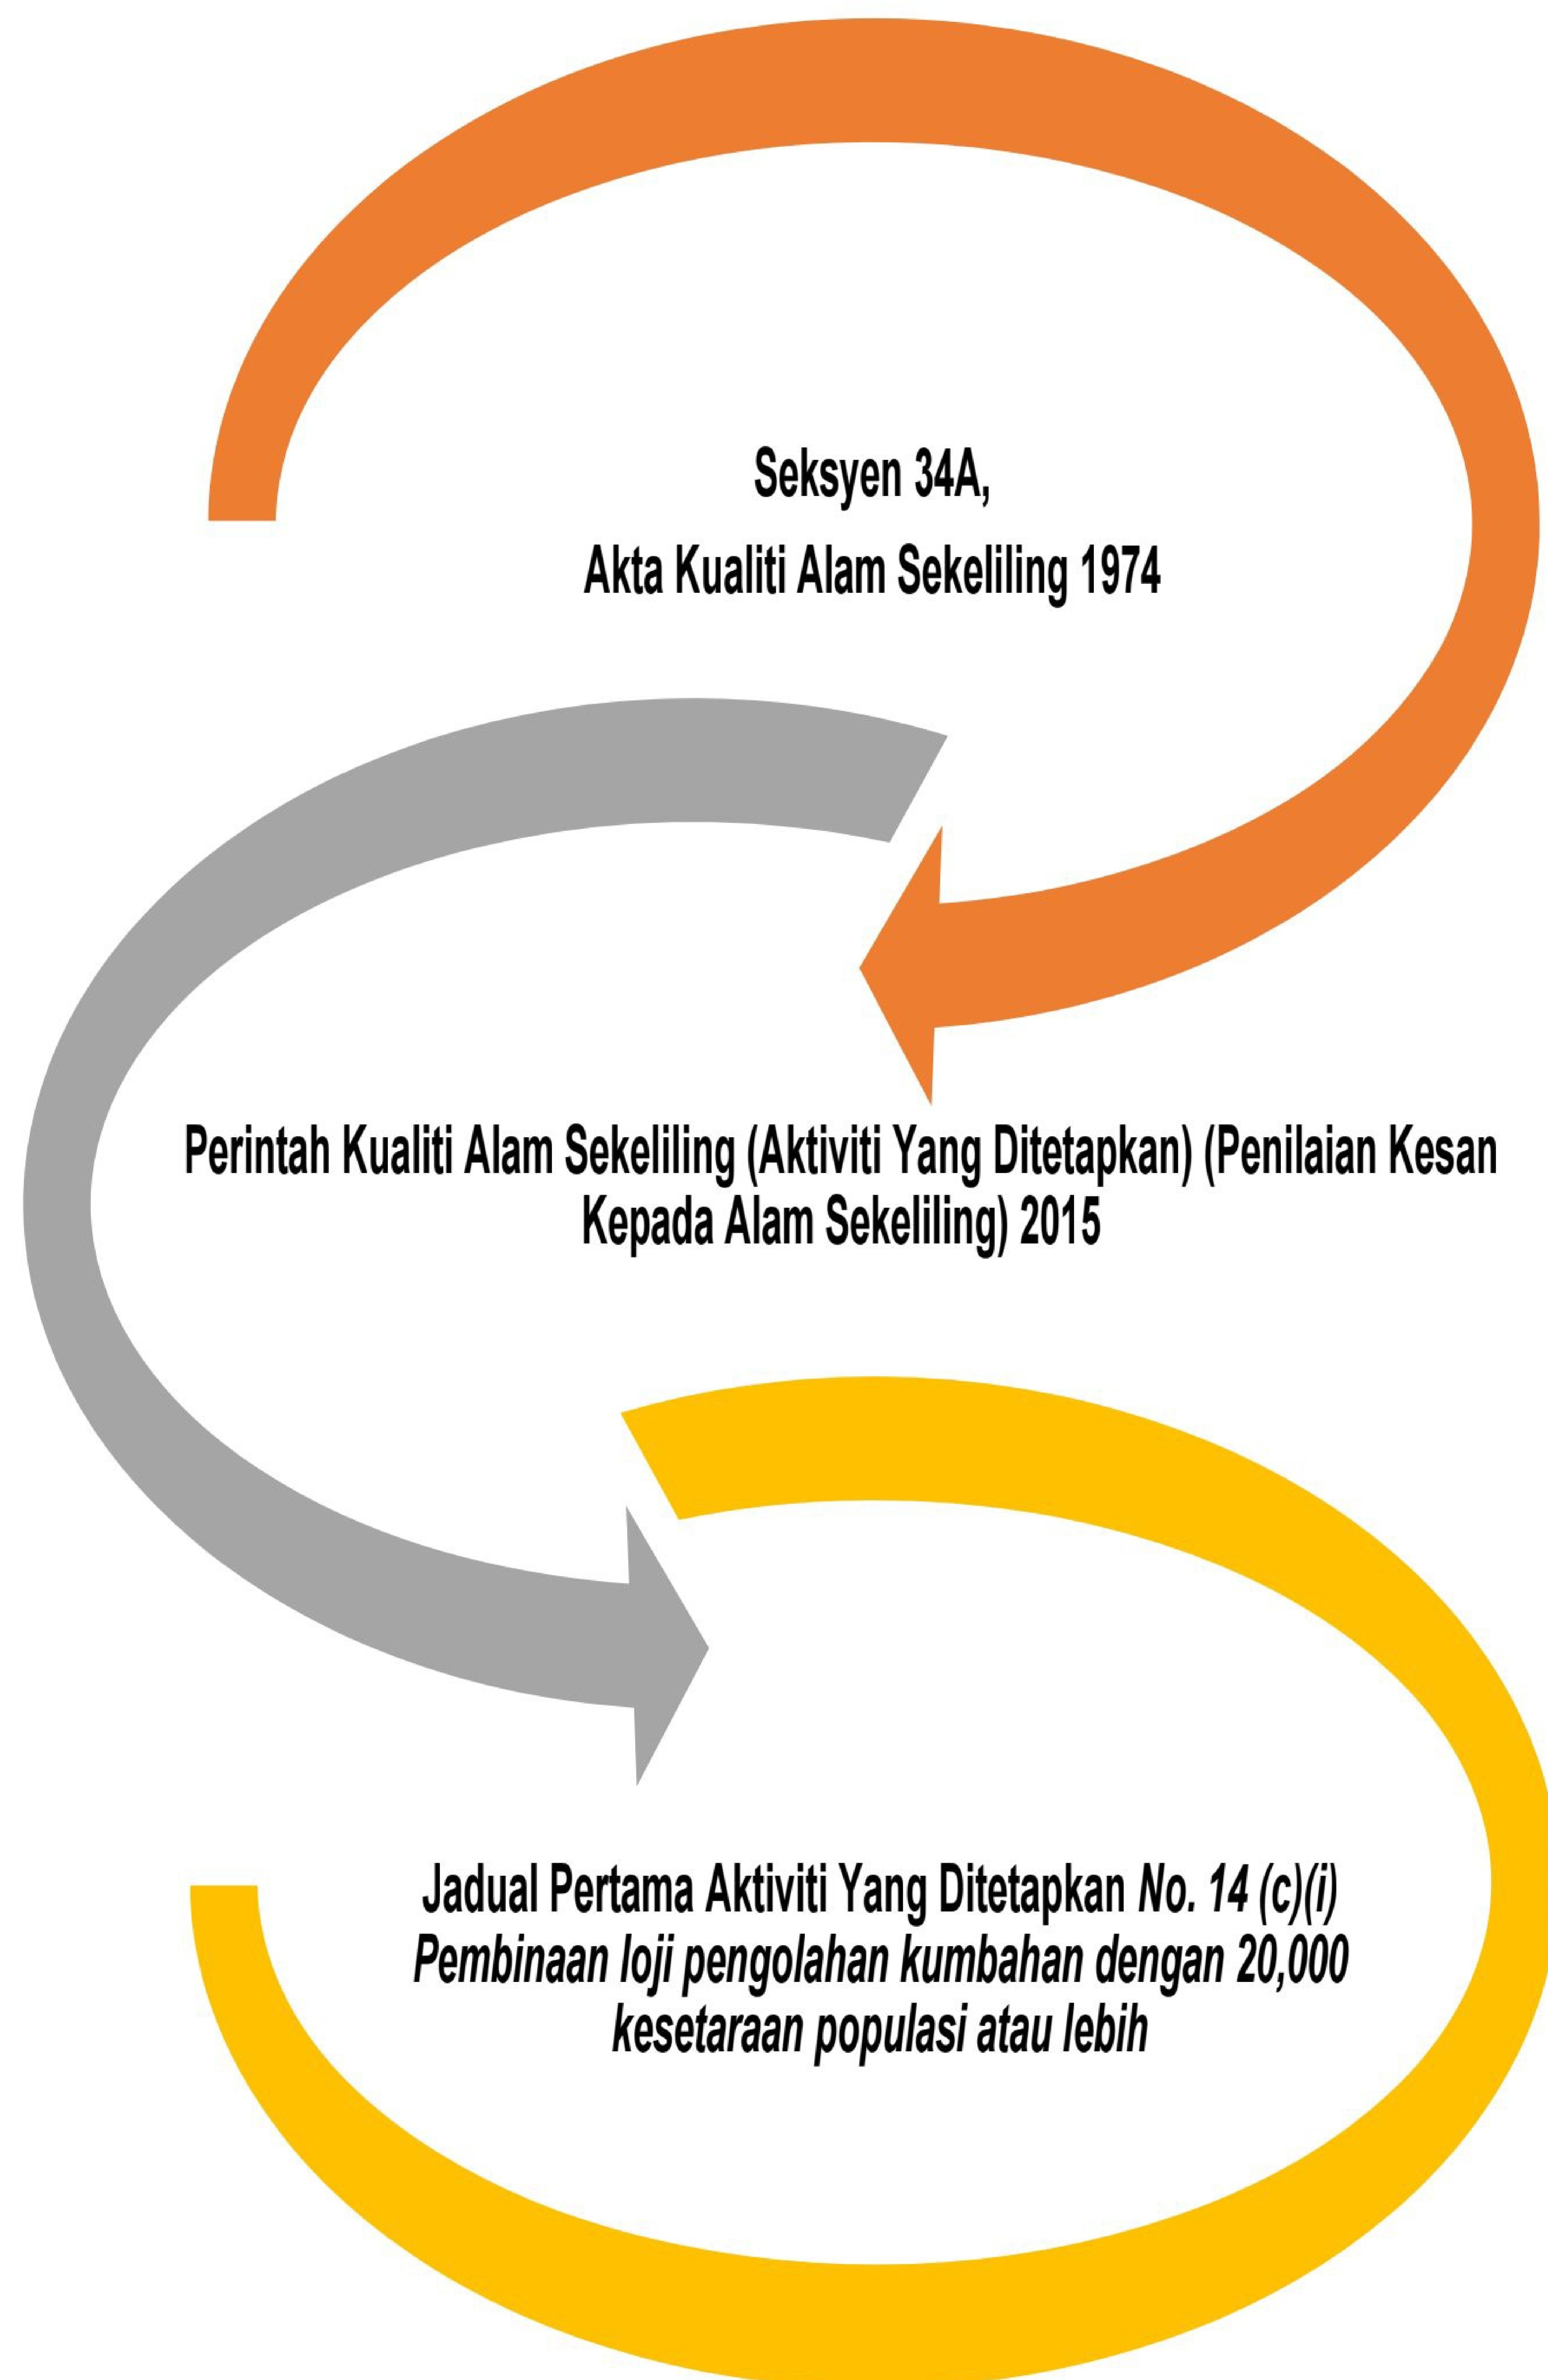 Seksyen 34A,
Akta Kualiti Alam Sekeliling 1974
Perintah Kualiti Alam Sekeliling (Aktiviti Yang Ditetapkan) (Penilaian Kesan
Kepada Alam Sekeliling) 2015
Jadual Pertama Aktiviti Yang Ditetapkan No. 14 (c)(i)
Pembinaan loji pengolahan kumbahan dengan 20,000
kesetaraan populasi atau lebih